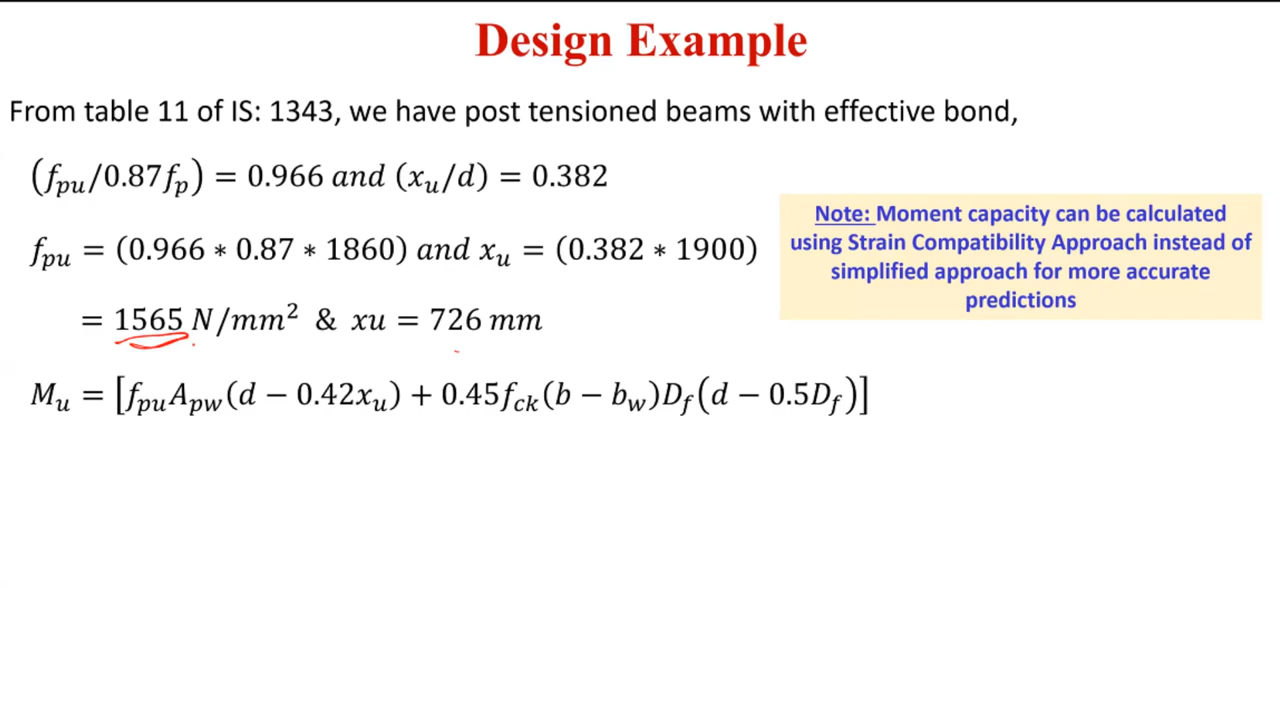 Design Example
From table 11 of IS: 1343, we have post tensioned beams with effective bond,
(f_pu/0.87f_p) = 0.966 and (x_u/d) = 0.382
f_pu = (0.966 ∗ 0.87 ∗ 1860) and x_u = (0.382 ∗ 1900)
= 1565 N/mm² & xu = 726 mm
M_u = [f_pu A_pw(d − 0.42x_u) + 0.45f_ck(b − b_w)D_f(d − 0.5D_f)]
Note: Moment capacity can be calculated
using Strain Compatibility Approach instead of
simplified approach for more accurate
predictions